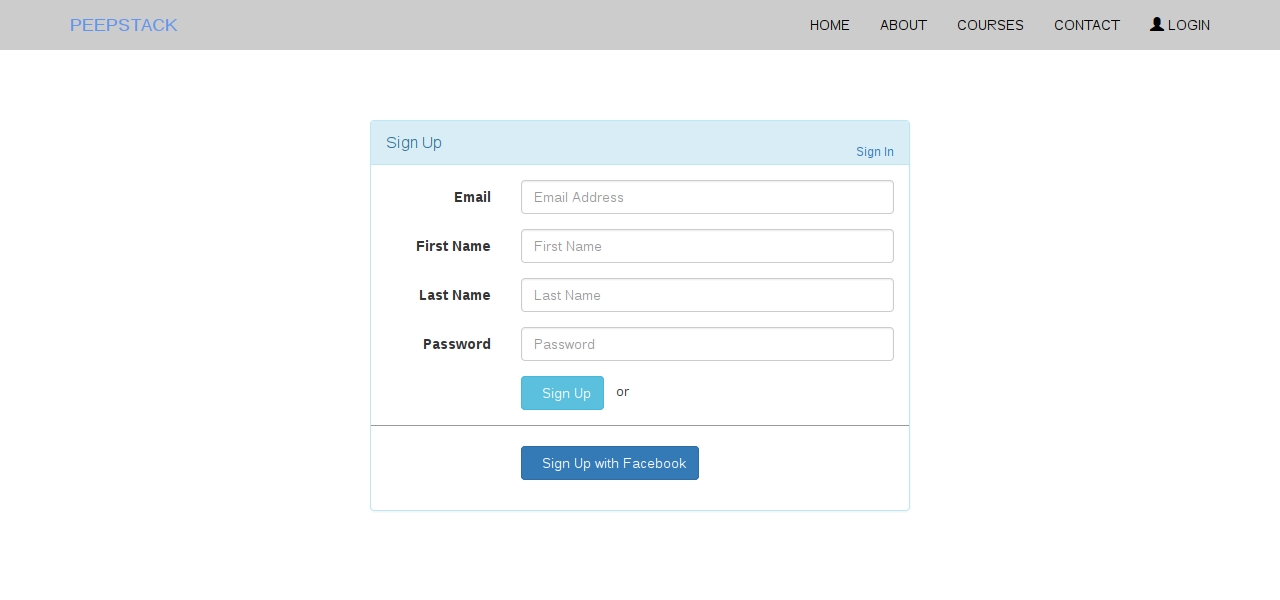 PEEPSTACK HOME ABOUT COURSES CONTACT LOGIN
Sign Up
Sign In
Email Email Address
First Name First Name
Last Name Last Name
Password Password
Sign Up or
Sign Up with Facebook